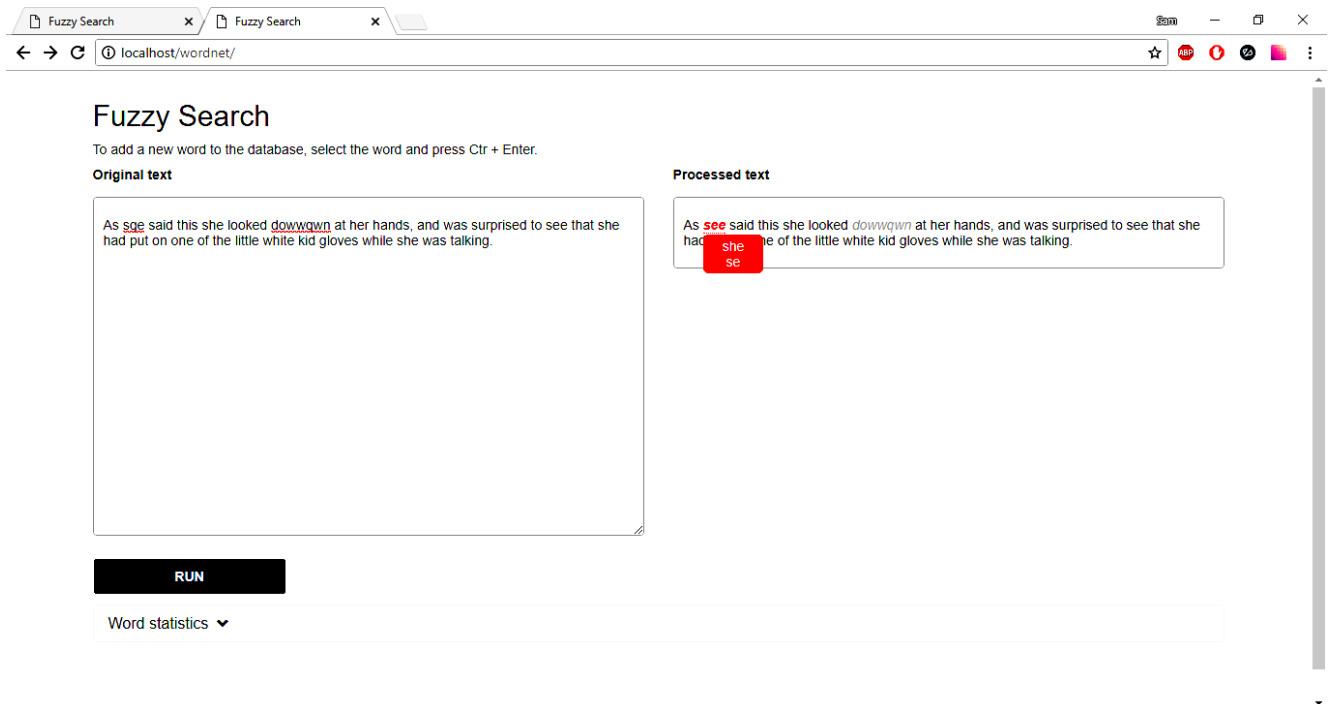 Fuzzy Search
Fuzzy Search
Sam
localhost/wordnet/
ABP
Fuzzy Search
To add a new word to the database, select the word and press Ctr + Enter.
Original text
Processed text
As sqe said this she looked dowwqwn at her hands, and was surprised to see that she
had put on one of the little white kid gloves while she was talking.
As see said this she looked dowwqwn at her hands, and was surprised to see that she
of the little white kid gloves while she was talking.
she
se
RUN
Word statistics